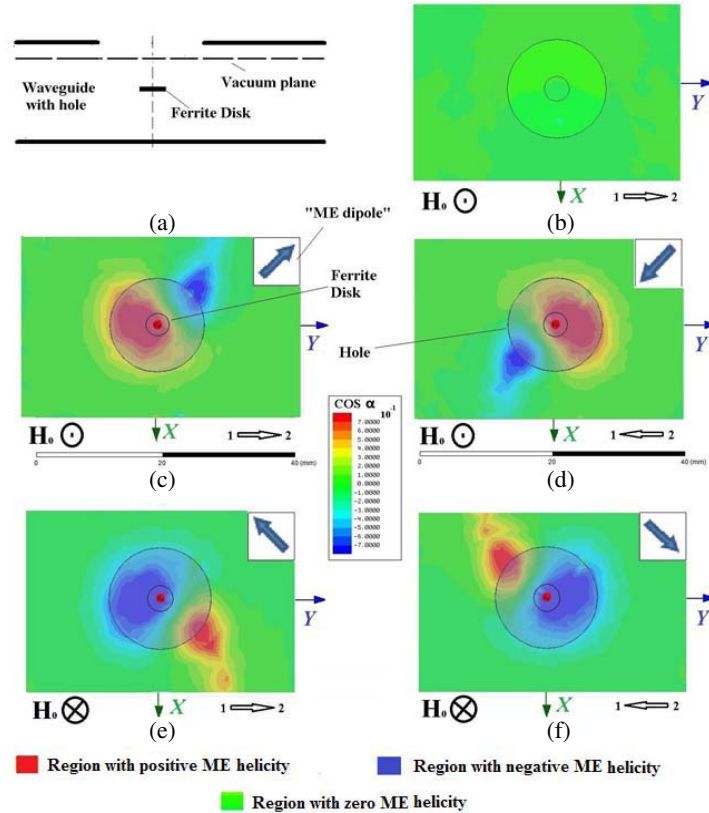 Waveguide
with hole
Vacuum plane
Ferrite Disk
(a)
Y
X
H₀
1 2
(b)
"ME dipole"
Ferrite
Disk
Hole
Y
X
H₀
1 2
0 20 40 (mm)
(c)
Y
X
H₀
1 2
0 20 40 (mm)
(d)
COS α
10⁻¹
7.0000
6.0000
5.0000
4.0000
3.0000
2.0000
1.0000
0.0000
-1.0000
-2.0000
-3.0000
-4.0000
-5.0000
-6.0000
-7.0000
Y
X
H₀
1 2
(e)
Y
X
H₀
1 2
(f)
Region with positive ME helicity
Region with negative ME helicity
Region with zero ME helicity